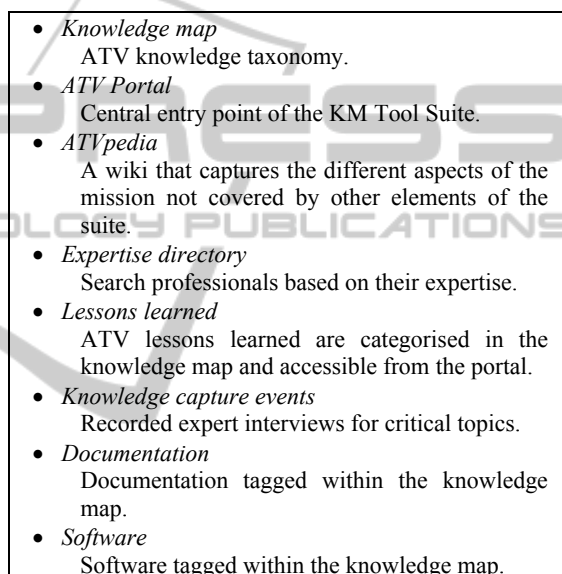 • Knowledge map
ATV knowledge taxonomy.
• ATV Portal
Central entry point of the KM Tool Suite.
• ATVpedia
A wiki that captures the different aspects of the
mission not covered by other elements of the
suite.
• Expertise directory
Search professionals based on their expertise.
• Lessons learned
ATV lessons learned are categorised in the
knowledge map and accessible from the portal.
• Knowledge capture events
Recorded expert interviews for critical topics.
• Documentation
Documentation tagged within the knowledge
map.
• Software
Software tagged within the knowledge map.
PRESS
OLOGY PUBLICATIONS